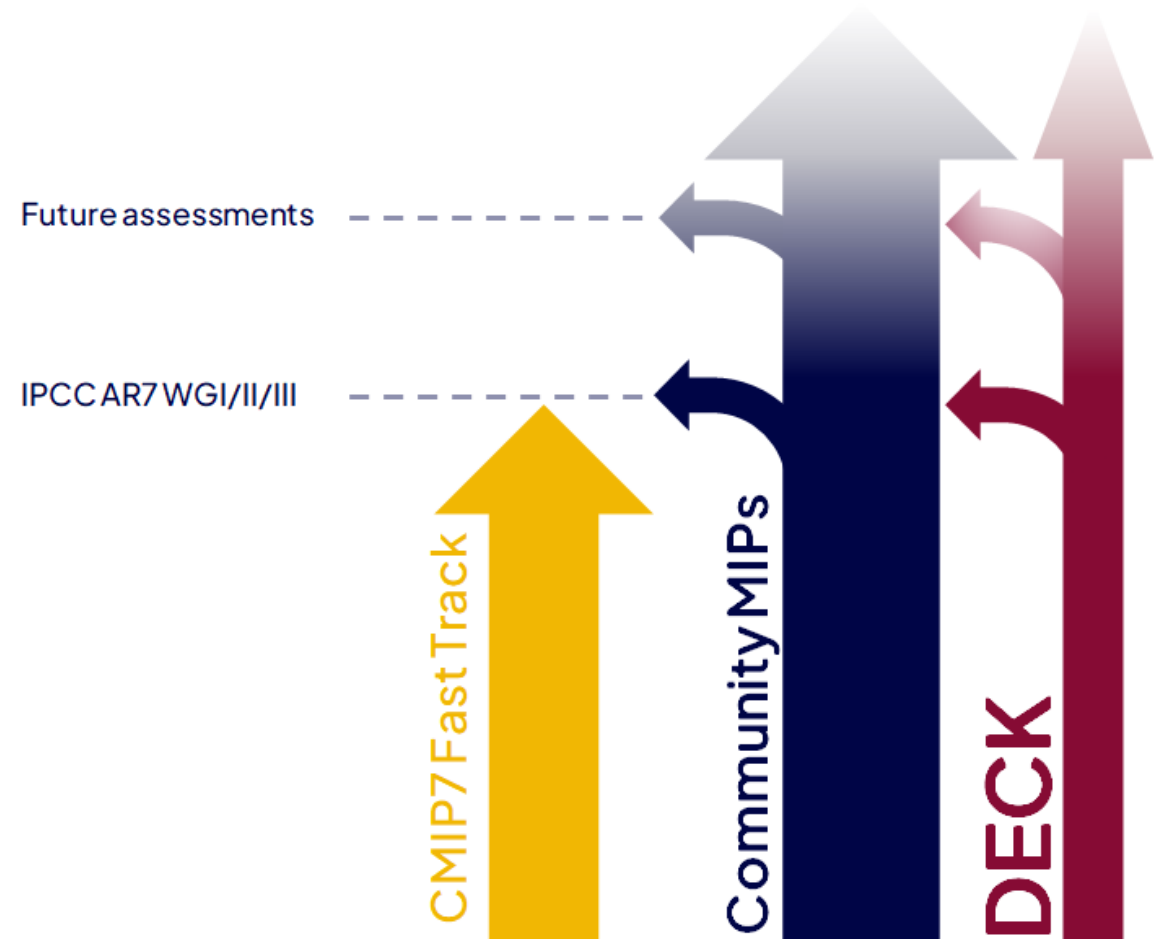 Future assessments
IPCC AR7 WGI/II/III
CMIP7 Fast Track
Community MIPs
DECK